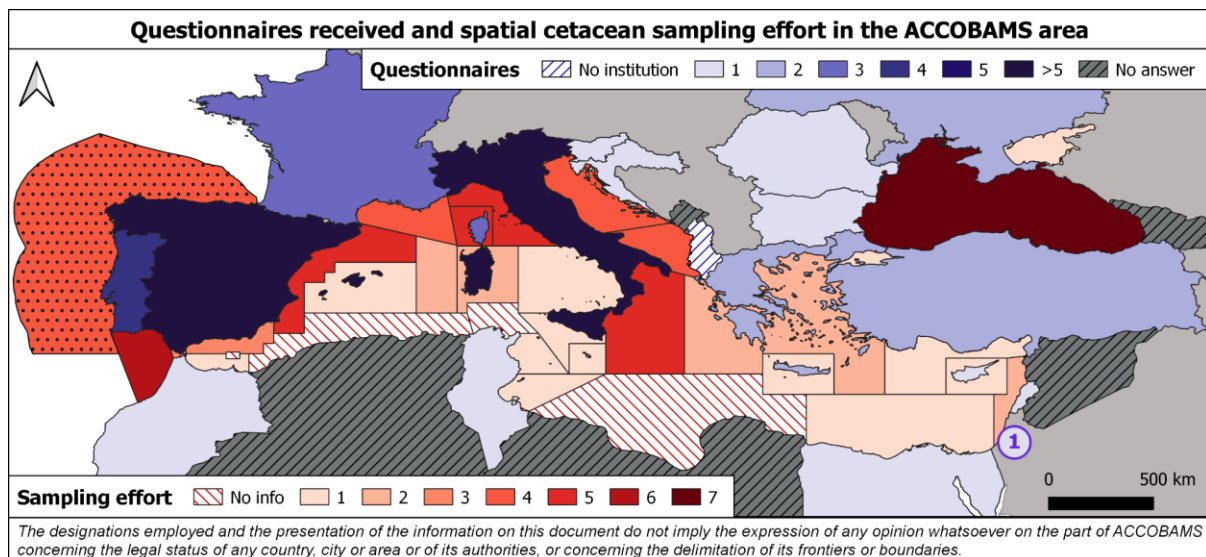 Questionnaires received and spatial cetacean sampling effort in the ACCOBAMS area
Questionnaires No institution 1 2 3 4 5 >5 No answer
1
0 500 km
Sampling effort No info 1 2 3 4 5 6 7
The designations employed and the presentation of the information on this document do not imply the expression of any opinion whatsoever on the part of ACCOBAMS
concerning the legal status of any country, city or area or of its authorities, or concerning the delimitation of its frontiers or boundaries.